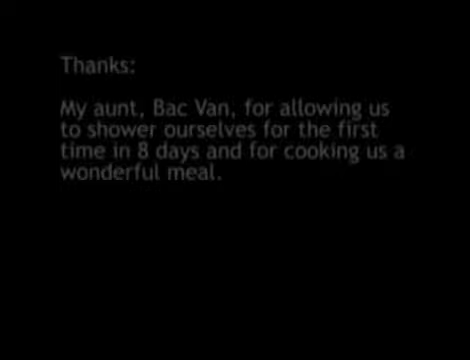 Thanks:
My aunt, Bac Van, for allowing us
to shower ourselves for the first
time in 8 days and for cooking us a
wonderful meal.